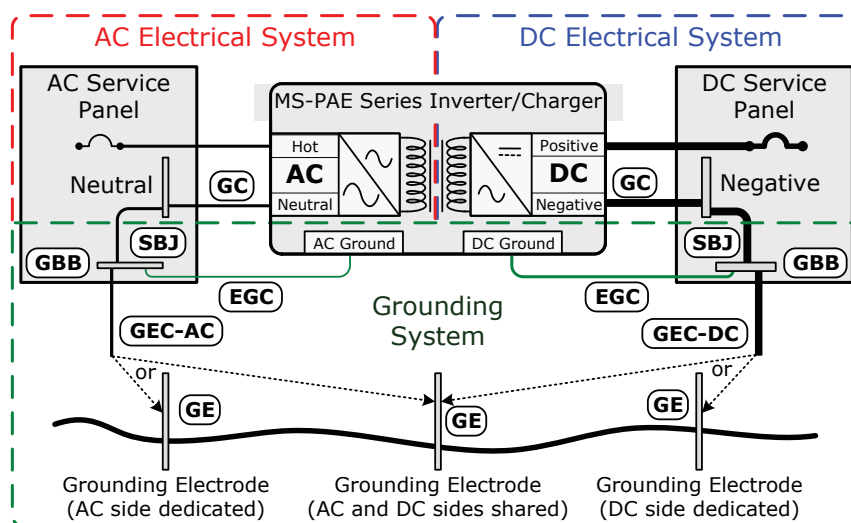 AC Electrical System
DC Electrical System
AC Service
Panel
MS-PAE Series Inverter/Charger
DC Service
Panel
Hot
AC
Neutral
Positive
DC
Negative
Neutral
GC
GC
Negative
SBJ
AC Ground
DC Ground
SBJ
GBB
GBB
EGC
EGC
Grounding
System
GEC-AC
GEC-DC
or
or
GE
GE
GE
Grounding Electrode
(AC side dedicated)
Grounding Electrode
(AC and DC sides shared)
Grounding Electrode
(DC side dedicated)